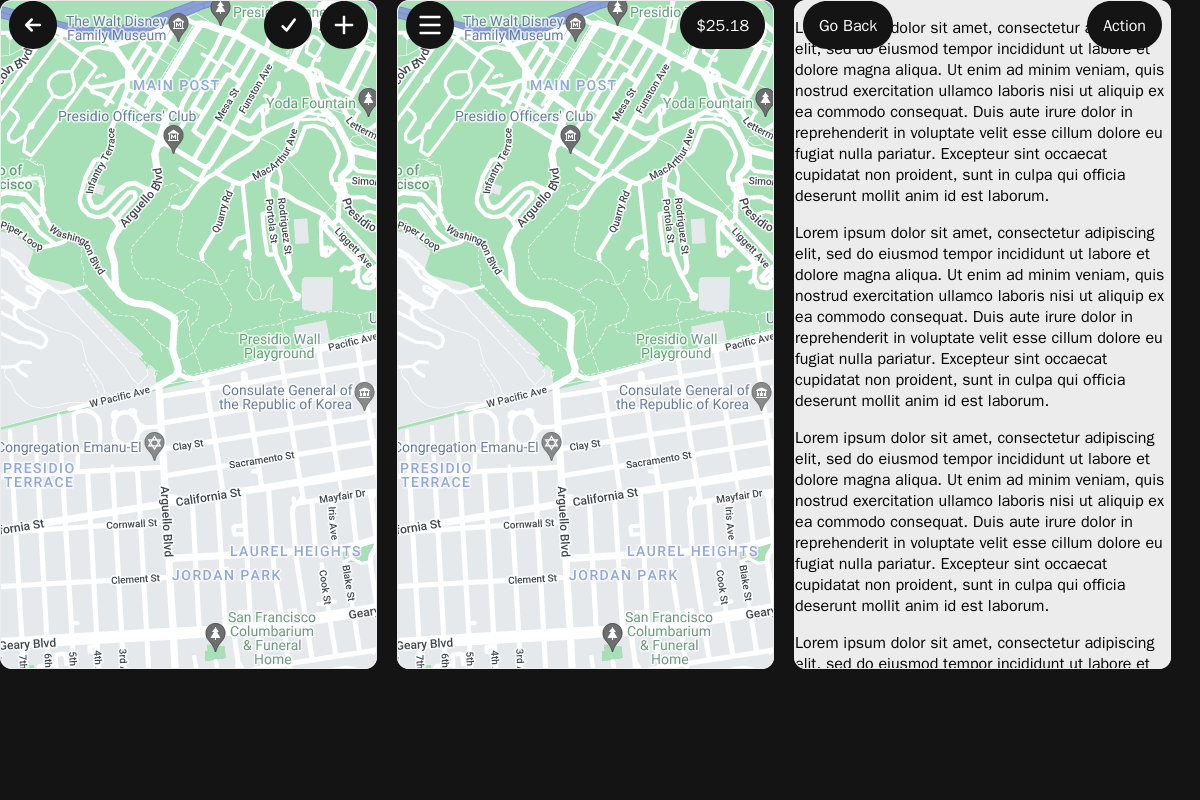 The Walt Disney
Family Museum
MAIN POST
Mesa St
Funston Ave
Yoda Fountain
Presidio Officers' Club
Infantry Terrace
MacArthur Ave
Arguello Blvd
Quarry Rd
Portola St
Rodriguez St
Presidio
Liggett Ave
Piper Loop
Washington Blvd
Presidio Wall
Playground
Pacific Ave
W Pacific Ave
Consulate General of
the Republic of Korea
Congregation Emanu-El
Clay St
PRESIDIO
TERRACE
Sacramento St
California St
Arguello Blvd
Mayfair Dr
Iris Ave
fornia St
Cornwall St
LAUREL HEIGHTS
Clement St
JORDAN PARK
Cook St
Blake St
San Francisco
Columbarium
& Funeral
Home
Geary
Geary Blvd
7th
6th
5th
4th
3rd
$25.18
The Walt Disney
Family Museum
MAIN POST
Mesa St
Funston Ave
Yoda Fountain
Presidio Officers' Club
Infantry Terrace
MacArthur Ave
Arguello Blvd
Quarry Rd
Portola St
Rodriguez St
Presidio
Liggett Ave
Piper Loop
Washington Blvd
Presidio Wall
Playground
Pacific Ave
W Pacific Ave
Consulate General of
the Republic of Korea
Congregation Emanu-El
Clay St
PRESIDIO
TERRACE
Sacramento St
California St
Arguello Blvd
Mayfair Dr
Iris Ave
fornia St
Cornwall St
LAUREL HEIGHTS
Clement St
JORDAN PARK
Cook St
Blake St
San Francisco
Columbarium
& Funeral
Home
Geary
Geary Blvd
7th
6th
5th
4th
3rd
Go Back
Action
dolor sit amet, consectetur
elit, sed do eiusmod tempor incididunt ut labore et
dolore magna aliqua. Ut enim ad minim veniam, quis
nostrud exercitation ullamco laboris nisi ut aliquip ex
ea commodo consequat. Duis aute irure dolor in
reprehenderit in voluptate velit esse cillum dolore eu
fugiat nulla pariatur. Excepteur sint occaecat
cupidatat non proident, sunt in culpa qui officia
deserunt mollit anim id est laborum.
Lorem ipsum dolor sit amet, consectetur adipiscing
elit, sed do eiusmod tempor incididunt ut labore et
dolore magna aliqua. Ut enim ad minim veniam, quis
nostrud exercitation ullamco laboris nisi ut aliquip ex
ea commodo consequat. Duis aute irure dolor in
reprehenderit in voluptate velit esse cillum dolore eu
fugiat nulla pariatur. Excepteur sint occaecat
cupidatat non proident, sunt in culpa qui officia
deserunt mollit anim id est laborum.
Lorem ipsum dolor sit amet, consectetur adipiscing
elit, sed do eiusmod tempor incididunt ut labore et
dolore magna aliqua. Ut enim ad minim veniam, quis
nostrud exercitation ullamco laboris nisi ut aliquip ex
ea commodo consequat. Duis aute irure dolor in
reprehenderit in voluptate velit esse cillum dolore eu
fugiat nulla pariatur. Excepteur sint occaecat
cupidatat non proident, sunt in culpa qui officia
deserunt mollit anim id est laborum.
Lorem ipsum dolor sit amet, consectetur adipiscing
elit, sed do eiusmod tempor incididunt ut labore et